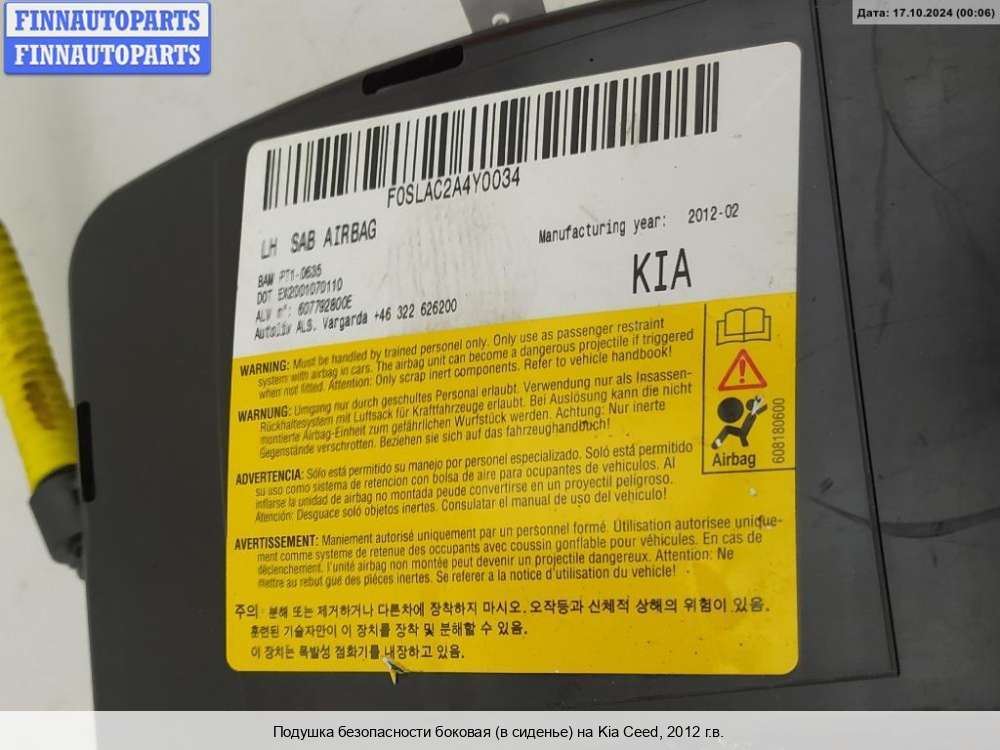 FINNAUTOPARTS
FINNAUTOPARTS
Дата: 17.10.2024 (00:06)
F0SLAC2A4Y0034
LH SAB AIRBAG
Manufacturing year: 2012-02
BAM PT1-0635
DOT EX2001070110
ALV n°: 607792800E
Autoliv ALS. Vargarda +46 322 626200
KIA
WARNING: Must be handled by trained personel only. Only use as passenger restraint
system with airbag in cars. The airbag unit can become a dangerous projectile if triggered
when not fitted. Attention: Only scrap inert components. Refer to vehicle handbook!
WARNUNG: Umgang nur durch geschultes Personal erlaubt. Verwendung nur als Insassen-
Rückhaltesystem mit Luftsack für Kraftfahrzeuge erlaubt. Bei Auslösung kann die nicht
montierte Airbag-Einheit zum gefährlichen Wurfstück werden. Achtung: Nur inerte
Gegenstände verschrotten. Beziehen sie sich auf das fahrzeughandbuch!
ADVERTENCIA: Sólo está permitido su manejo por personel especializado. Soló está permitido
su uso como sistema de retencion con bolsa de aire para ocupantes de vehículos. Al
inflarse la unidad de airbag no montada peude convertirse en un proyectil peligroso.
Atención: Desguace soló objetos inertes. Consulatar el manual de uso del vehículo!
AVERTISSEMENT: Maniement autorisé uniquement par un personnel formé. Utilisation autorisee unique-
ment comme systeme de retenue des occupants avec coussin gonflable pour véhicules. En cas de
déclenchement. l'unité airbag non montée peut devenir un projectile dangereux. Attention: Ne
mettre au rebut que des piéces inertes. Se referer a la notice d'utilisation du vehicule!
주의: 분해 또는 제거하거나 다른차에 장착하지 마시오. 오작동과 신체적 상해의 위험이 있음.
훈련된 기술자만이 이 장치를 장착 및 분해할 수 있음.
이 장치는 폭발성 점화기를 내장하고 있음.
Airbag
608180600
Подушка безопасности боковая (в сиденье) на Kia Ceed, 2012 г.в.